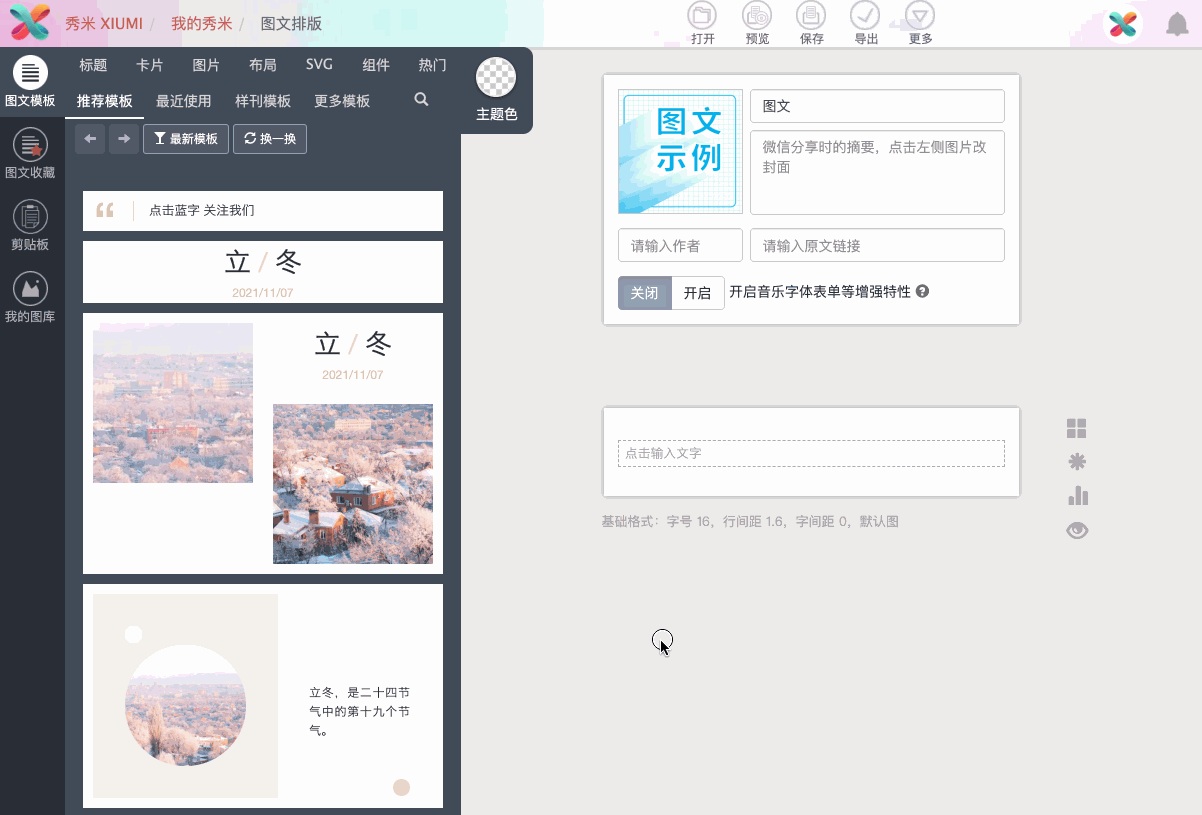 秀米 XIUMI / 我的秀米 / 图文排版
打开 预览 保存 导出 更多
图文模板
图文收藏
剪贴板
我的图库
标题 卡片 图片 布局 SVG 组件 热门
推荐模板 最近使用 样刊模板 更多模板
主题色
最新模板 换一换
点击蓝字 关注我们
立 / 冬
2021/11/07
立 / 冬
2021/11/07
立冬，是二十四节
气中的第十九个节
气。
图文
示例
图文
微信分享时的摘要，点击左侧图片改
封面
请输入作者 请输入原文链接
关闭 开启 开启音乐字体表单等增强特性
点击输入文字
基础格式：字号 16，行间距 1.6，字间距 0，默认图